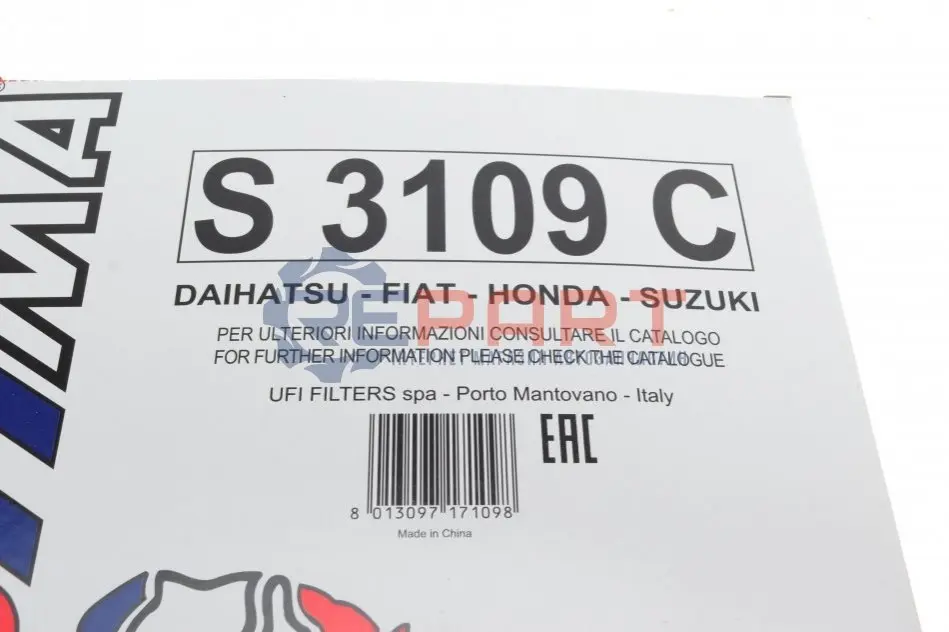 S 3109 C
DAIHATSU - FIAT - HONDA - SUZUKI
REPART
PER ULTERIORI INFORMAZIONI CONSULTARE IL CATALOGO
FOR FURTHER INFORMATION PLEASE CHECK THE CATALOGUE
UFI FILTERS spa - Porto Mantovano - Italy
EAC
8 013097 171098
Made in China